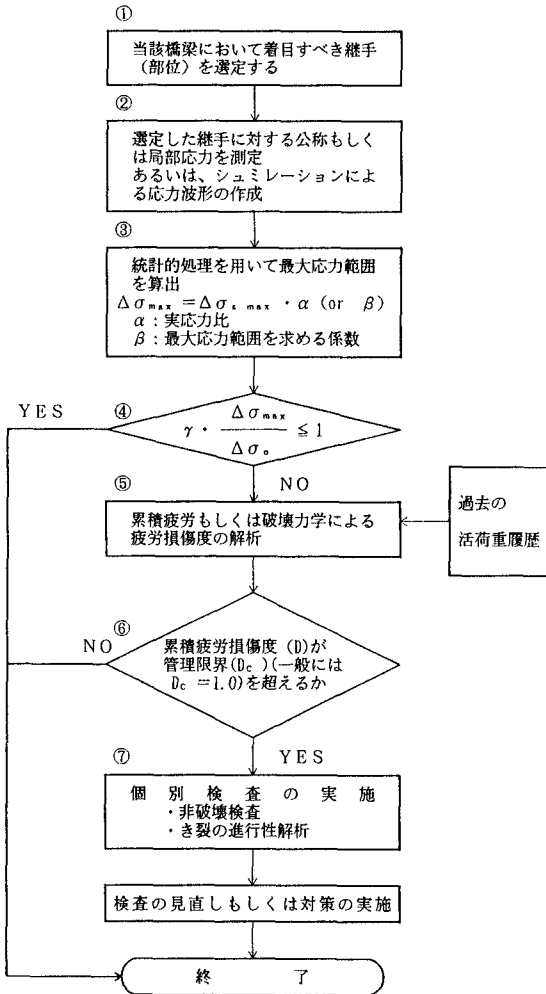 ①
当該橋梁において着目すべき継手
(部位)を選定する
②
選定した継手に対する公称もしく
は局部応力を測定
あるいは、シュミレーションによ
る応力波形の作成
③
統計的処理を用いて最大応力範囲
を算出
Δσmax=Δσs max・α (or β)
α:実応力比
β:最大応力範囲を求める係数
YES
④
γ・Δσmax/Δσo≦1
NO
⑤
累積疲労もしくは破壊力学による
疲労損傷度の解析
過去の
活荷重履歴
NO
⑥
累積疲労損傷度(D)が
管理限界(Dc)(一般には
Dc=1.0)を超えるか
YES
⑦
個別検査の実施
・非破壊検査
・き裂の進行性解析
検査の見直しもしくは対策の実施
終 了